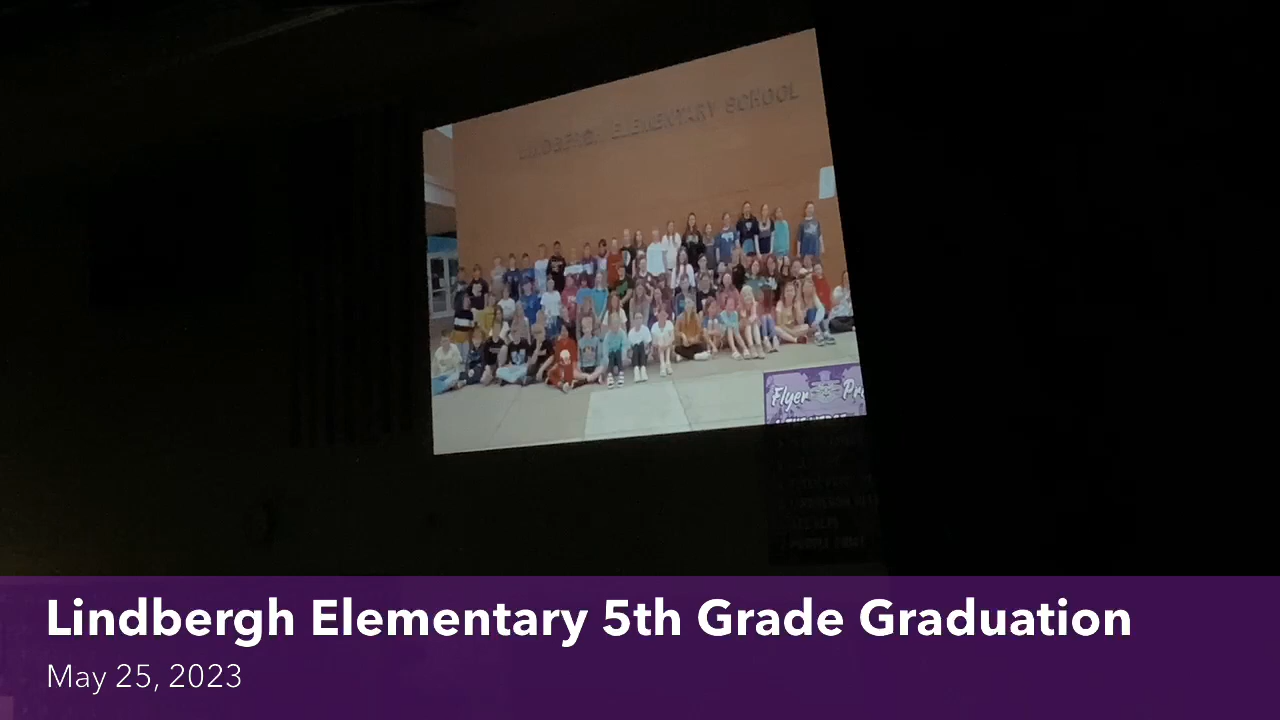 LINDBERGH ELEMENTARY SCHOOL
Flyer
Lindbergh Elementary 5th Grade Graduation
May 25, 2023